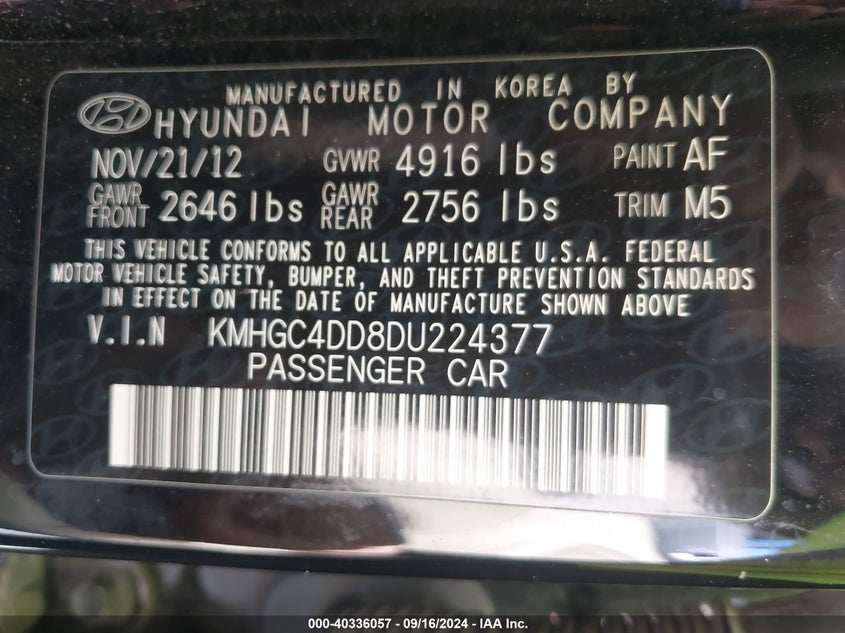 MANUFACTURED IN KOREA BY
HYUNDAI MOTOR COMPANY
NOV/21/12 GVWR 4916 lbs PAINT AF
GAWR FRONT 2646 lbs GAWR REAR 2756 lbs TRIM M5
THIS VEHICLE CONFORMS TO ALL APPLICABLE U.S.A. FEDERAL
MOTOR VEHICLE SAFETY, BUMPER, AND THEFT PREVENTION STANDARDS
IN EFFECT ON THE DATE OF MANUFACTURE SHOWN ABOVE
V.I.N KMHGC4DD8DU224377
PASSENGER CAR
000-40336057 - 09/16/2024 - IAA Inc.